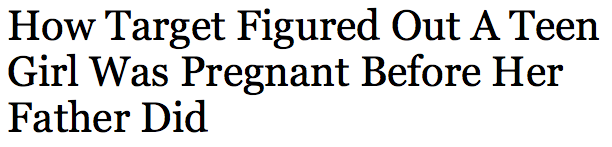 How Target Figured Out A Teen
Girl Was Pregnant Before Her
Father Did